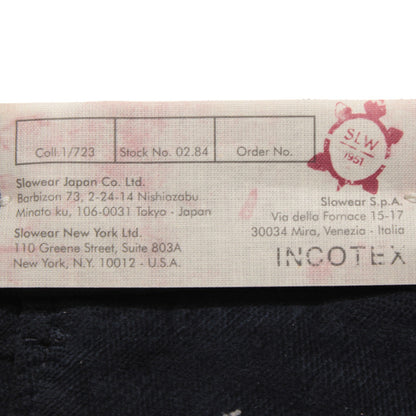 SLW
1951
Coll.1/723 Stock No. 02.84 Order No.
Slowear Japan Co. Ltd.
Barbizon 73, 2-24-14 Nishiazabu
Minato ku, 106-0031 Tokyo - Japan
Slowear New York Ltd.
110 Greene Street, Suite 803A
New York, N.Y. 10012 - U.S.A.
Slowear S.p.A.
Via della Fornace 15-17
30034 Mira, Venezia - Italia
INCOTEX